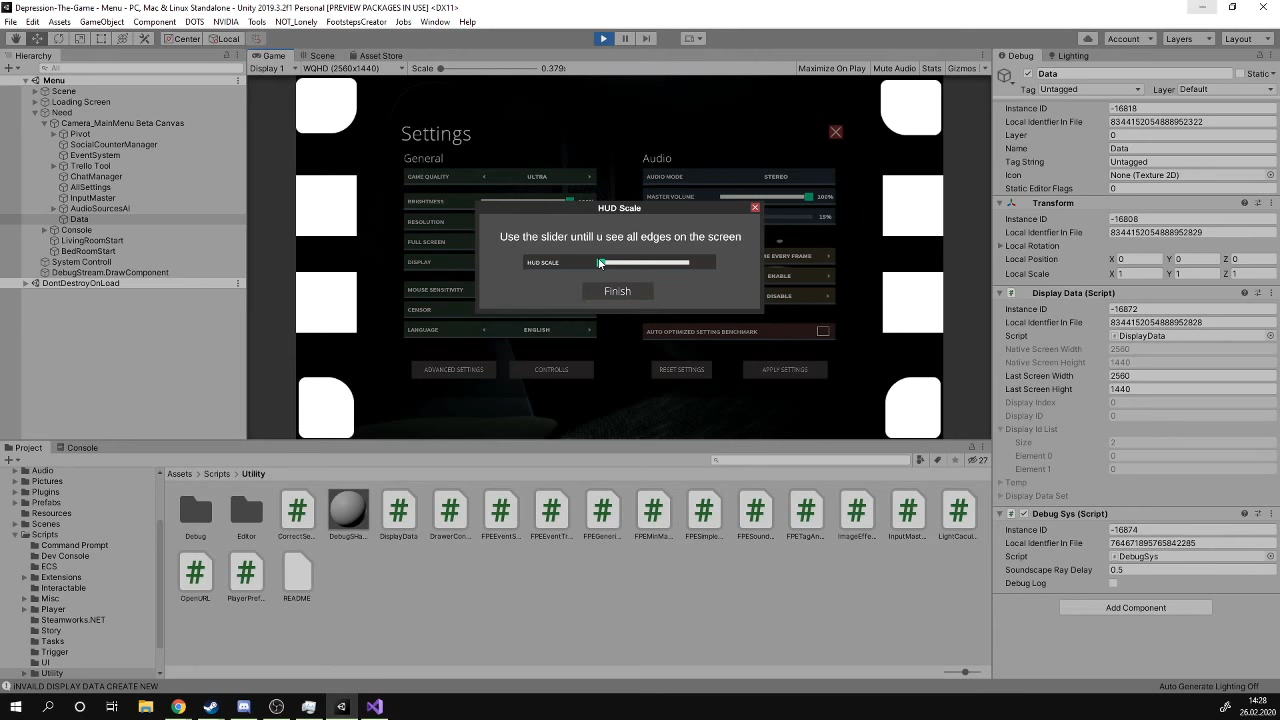 Depression-The-Game - Menu - PC, Mac & Linux Standalone - Unity 2019.3.2f1 Personal [PREVIEW PACKAGES IN USE] <DX11>
File Edit Assets GameObject Component DOTS NVIDIA Tools NOT_Lonely FootstepsCreator Jobs Window Help
Center Local Account Layers Layout
Hierarchy
All
Menu
Scene
Loading Screen
Need
Camera_MainMenu Beta Canvas
Pivot
SocialCounterManager
EventSystem
Trello Tool
ChatManager
AllSettings
InputMaster
AudioSourcesAI
Data
Console
LivingRoomStart
BedRoomStart
System Controll
DebugStream.DrawComponent
DontDestroyOnLoad
Game Scene Asset Store
Display 1 WQHD (2560x1440) Scale 0.379x Maximize On Play Mute Audio Stats Gizmos
Settings
General
GAME QUALITY ULTRA
BRIGHTNESS
RESOLUTION
FULL SCREEN
DISPLAY
MOUSE SENSITIVITY
CENSOR
LANGUAGE ENGLISH
ADVANCED SETTINGS CONTROLLS
Audio
AUDIO MODE STEREO
MASTER VOLUME 100%
15%
E EVERY FRAME
ENABLE
DISABLE
AUTO OPTIMIZED SETTING BENCHMARK
RESET SETTINGS APPLY SETTINGS
HUD Scale
Use the slider untill u see all edges on the screen
HUD SCALE
Finish
Debug Lighting
Data Static
Tag Untagged Layer Default
Instance ID -16818
Local Identfier In File 8344152054888952322
Layer 0
Name Data
Tag String Untagged
Icon None (Texture 2D)
Static Editor Flags 0
Transform
Instance ID -16808
Local Identfier In File 8344152054888952829
Local Rotation
Local Position X 0 Y 0 Z 0
Local Scale X 1 Y 1 Z 1
Display Data (Script)
Instance ID -16872
Local Identfier In File 8344152054888952828
Script DisplayData
Native Screen Width 2560
Native Screen Height 1440
Last Screen Width 2560
Last Screen Hight 1440
Display Index 0
Display ID 0
Display Id List
Size 2
Element 0 0
Element 1 0
Temp
Display Data Set
Debug Sys (Script)
Instance ID -16874
Local Identfier In File 764671895765842285
Script DebugSys
Soundscape Ray Delay 0.5
Debug Log
Add Component
Project Console
27
Audio
Pictures
Plugins
Prefabs
Resources
Scenes
Scripts
Command Prompt
Dev Console
ECS
Extensions
Interactable
Misc
Player
Steamworks.NET
Story
Tasks
Trigger
UI
Utility
Assets Scripts Utility
Debug Editor CorrectSe... DebugSHa... DisplayData DrawerCon... FPEEventS... FPEEventTr... FPEGeneri... FPEMinMa... FPESimple... FPESound... FPETagAn... ImageEffe... InputMast... LightCacul...
OpenURL PlayerPref... README
iNVAILD DISPLAY DATA CREATE NEW
Auto Generate Lighting Off
14:28
26.02.2020